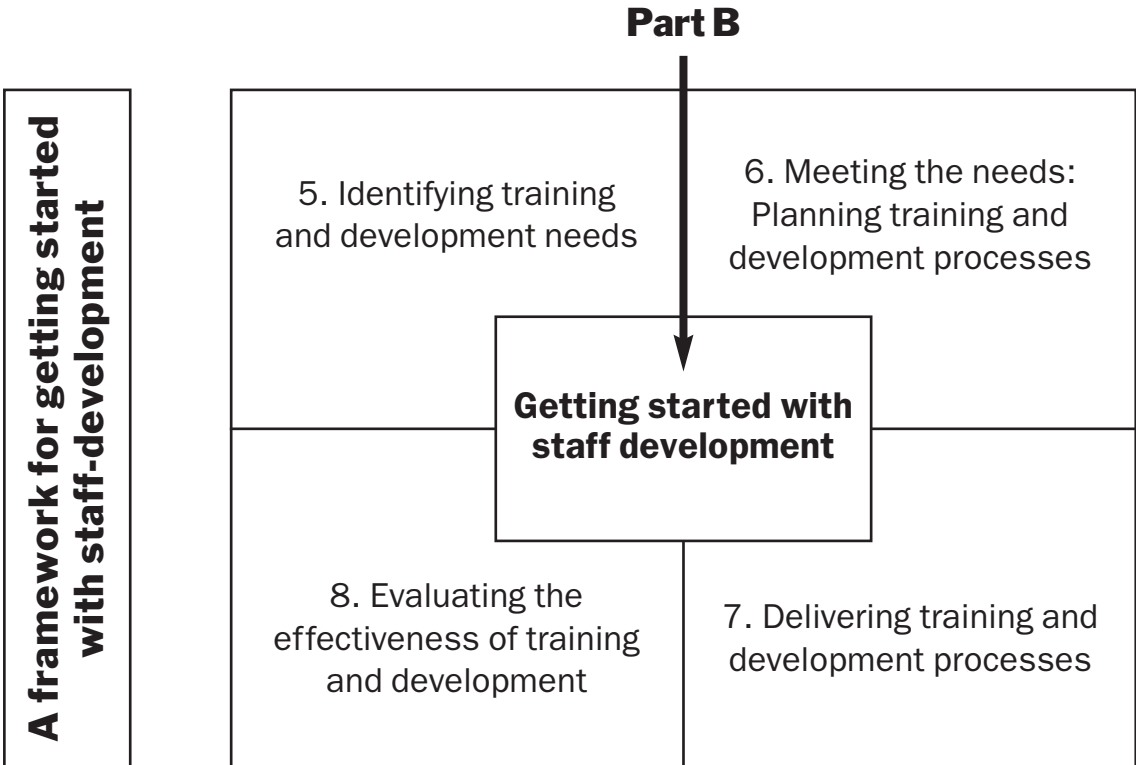 Part B
A framework for getting started
with staff-development
5. Identifying training
and development needs
6. Meeting the needs:
Planning training and
development processes
Getting started with
staff development
8. Evaluating the
effectiveness of training
and development
7. Delivering training and
development processes